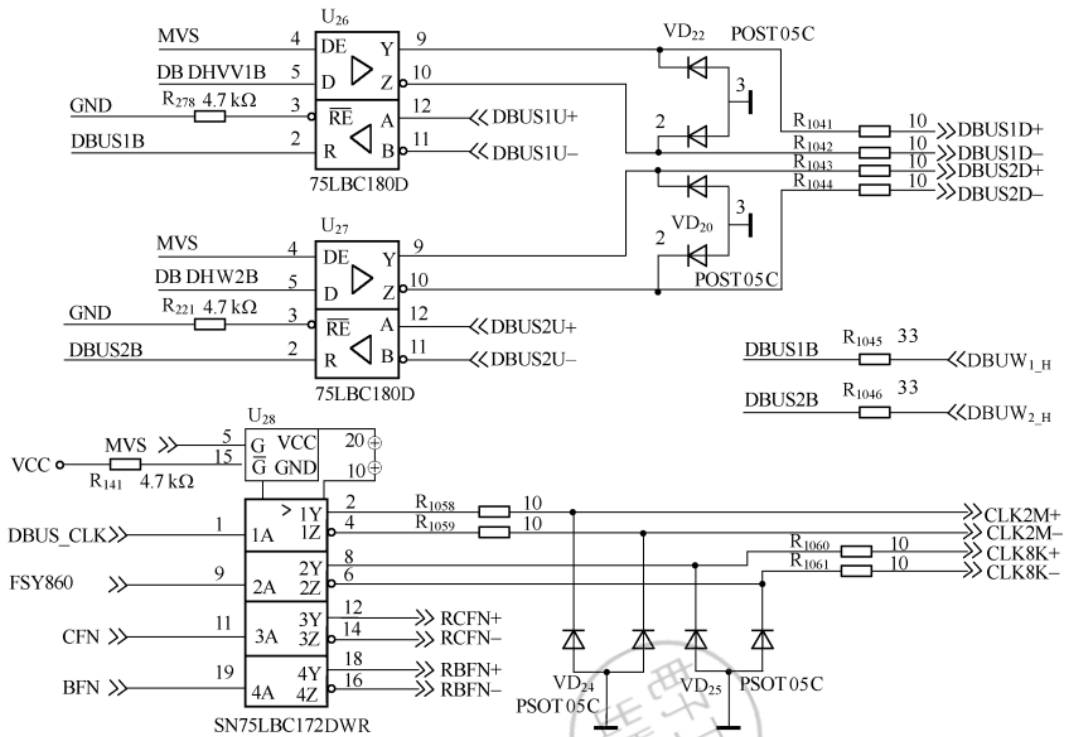 U26
MVS 4 DE Y 9
DB DHVV1B 5 D Z 10
GND R278 4.7 kΩ 3 RE A 12 DBUS1U+
DBUS1B 2 R B 11 DBUS1U−
75LBC180D
VD22 POST05C
3
2
R1041 10 DBUS1D+
R1042 10 DBUS1D−
R1043 10 DBUS2D+
R1044 10 DBUS2D−
3
VD20
2
POST05C
U27
MVS 4 DE Y 9
DB DHW2B 5 D Z 10
GND R221 4.7 kΩ 3 RE A 12 DBUS2U+
DBUS2B 2 R B 11 DBUS2U−
75LBC180D
DBUS1B R1045 33 DBUW1_H
DBUS2B R1046 33 DBUW2_H
U28
MVS 5 G VCC 20
VCC R141 4.7 kΩ 15 G GND 10
DBUS_CLK 1 1A 1Y 2 R1058 10 CLK2M+
1Z 4 R1059 10 CLK2M−
FSY860 9 2A 2Y 8 R1060 10 CLK8K+
2Z 6 R1061 10 CLK8K−
CFN 11 3A 3Y 12 RCFN+
3Z 14 RCFN−
BFN 19 4A 4Y 18 RBFN+
4Z 16 RBFN−
SN75LBC172DWR
VD24
PSOT05C
VD25 PSOT05C